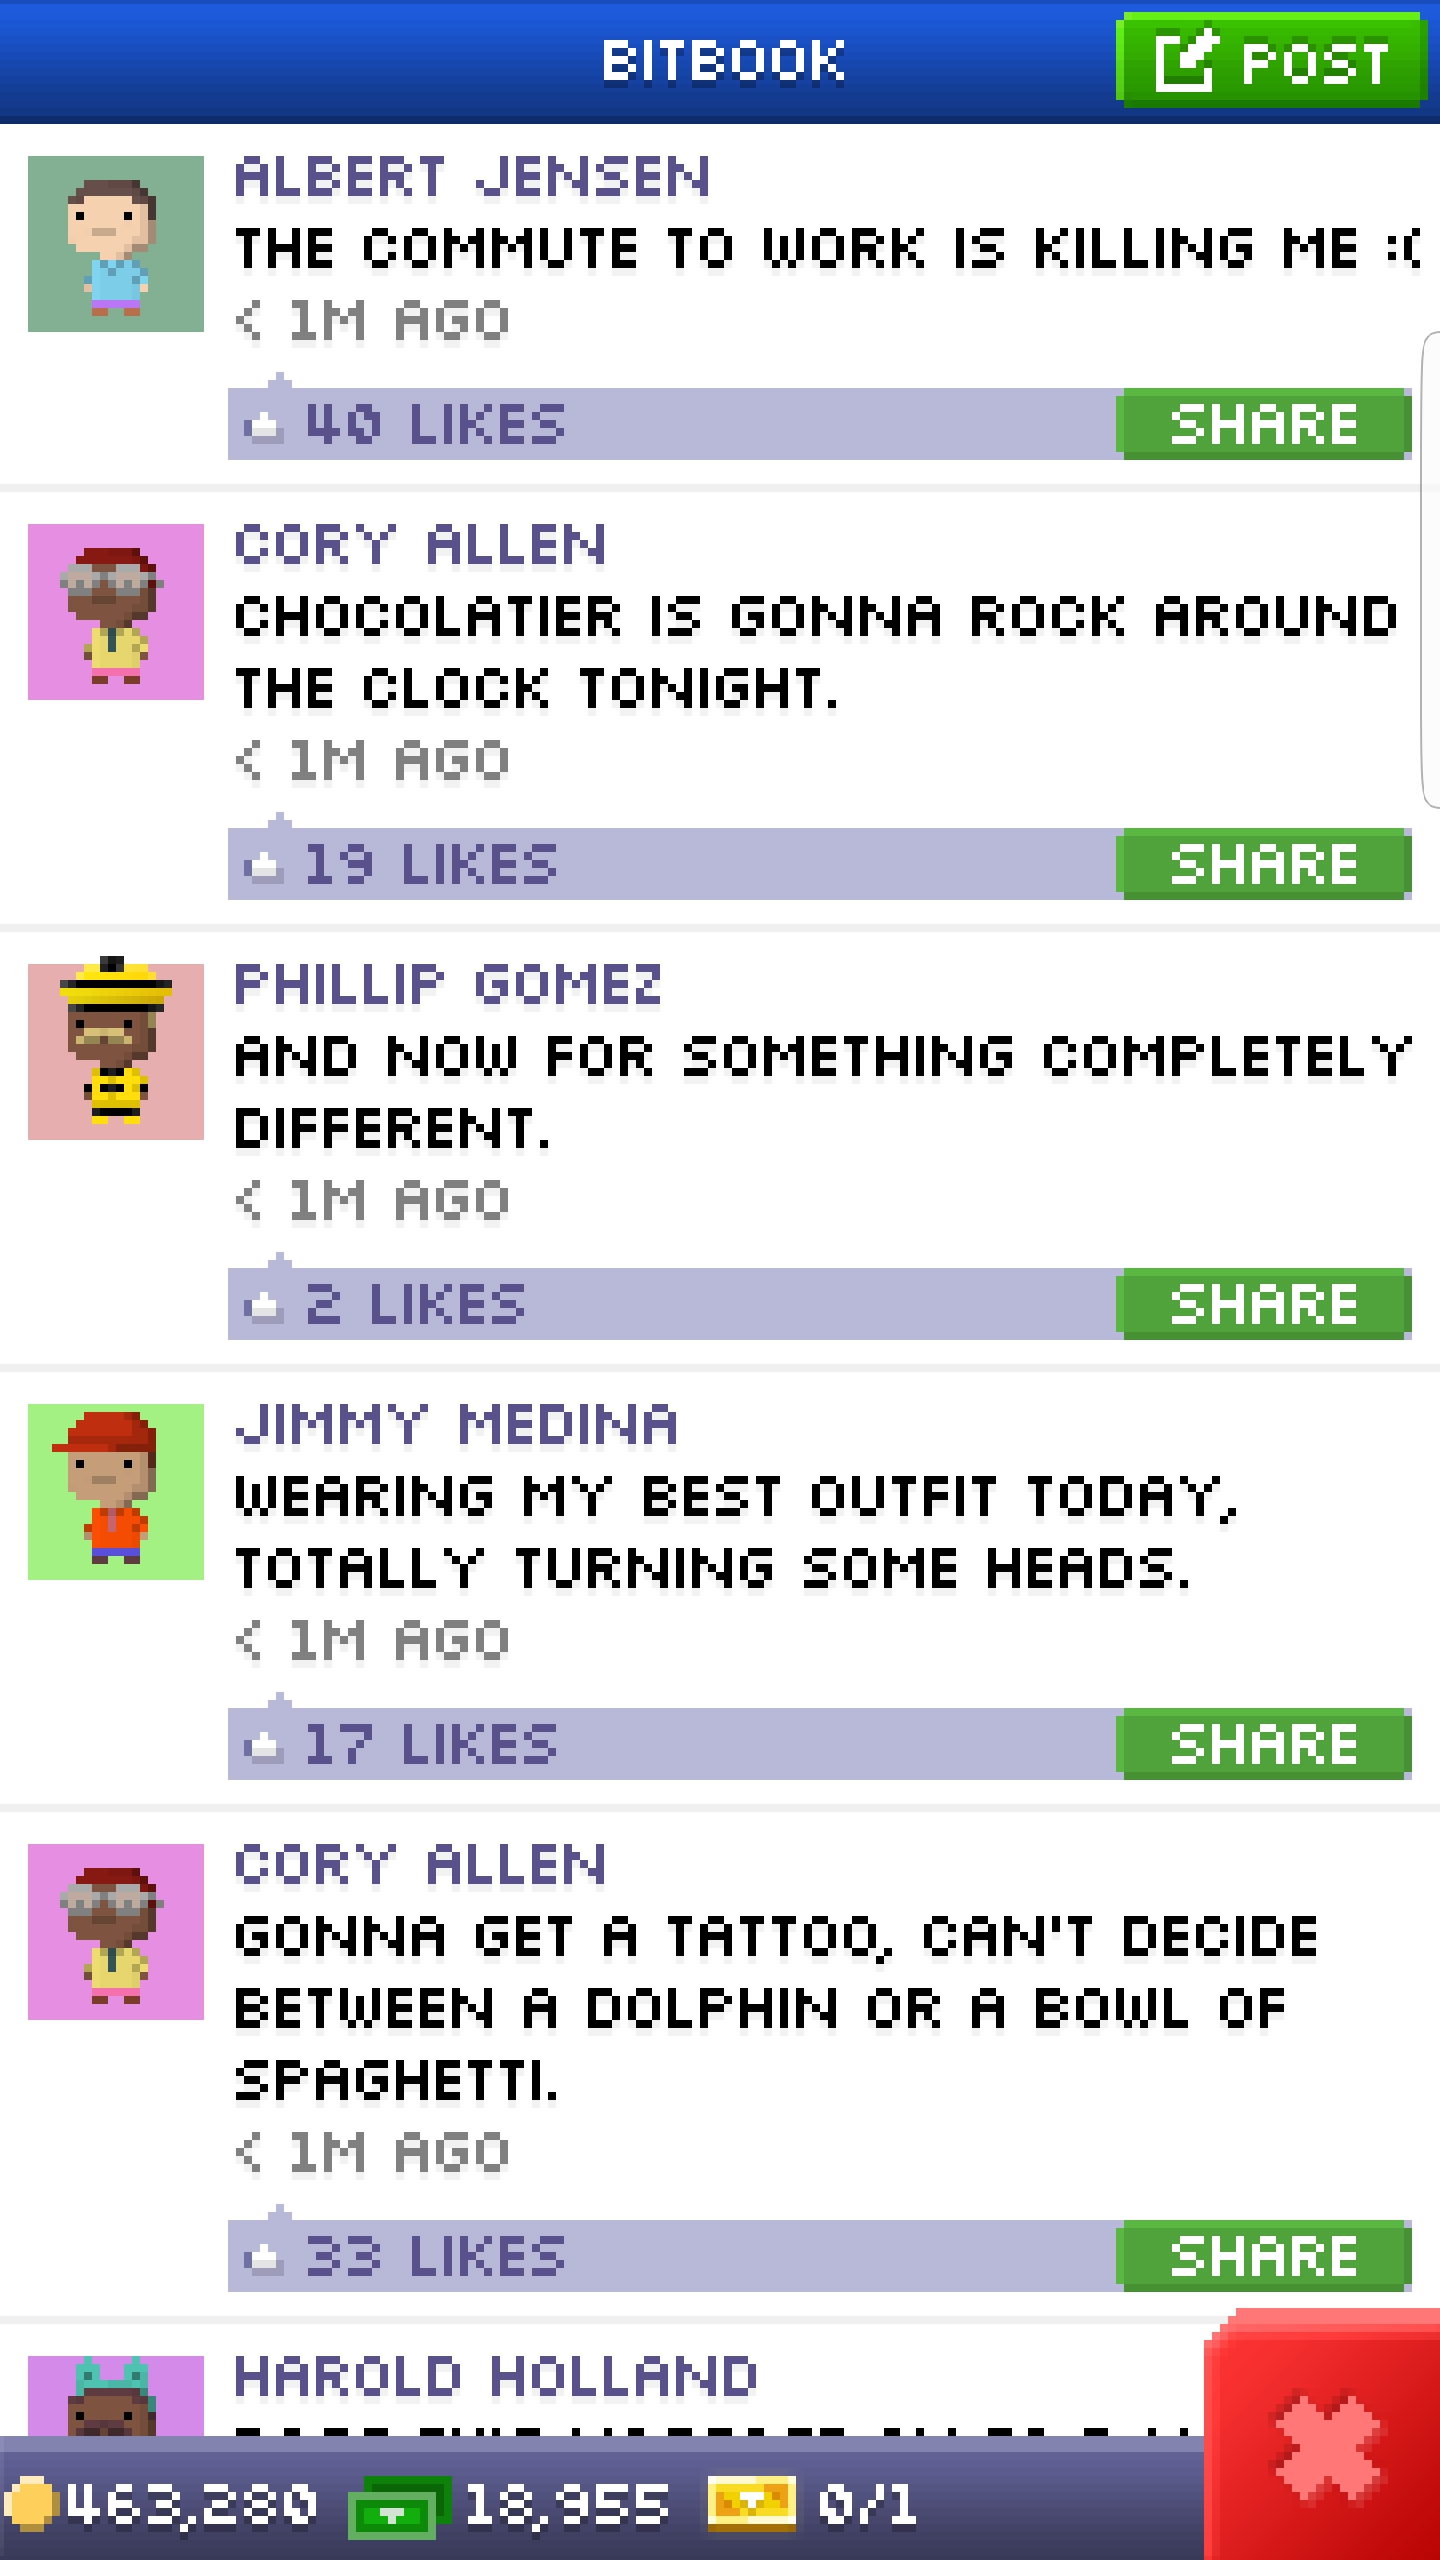 BITBOOK
POST
ALBERT JENSEN
THE COMMUTE TO WORK IS KILLING ME :(
< 1M AGO
40 LIKES
SHARE
CORY ALLEN
CHOCOLATIER IS GONNA ROCK AROUND
THE CLOCK TONIGHT.
< 1M AGO
19 LIKES
SHARE
PHILLIP GOMEZ
AND NOW FOR SOMETHING COMPLETELY
DIFFERENT.
< 1M AGO
2 LIKES
SHARE
JIMMY MEDINA
WEARING MY BEST OUTFIT TODAY,
TOTALLY TURNING SOME HEADS.
< 1M AGO
17 LIKES
SHARE
CORY ALLEN
GONNA GET A TATTOO, CAN'T DECIDE
BETWEEN A DOLPHIN OR A BOWL OF
SPAGHETTI.
< 1M AGO
33 LIKES
SHARE
HAROLD HOLLAND
463,280
18,955
0/1